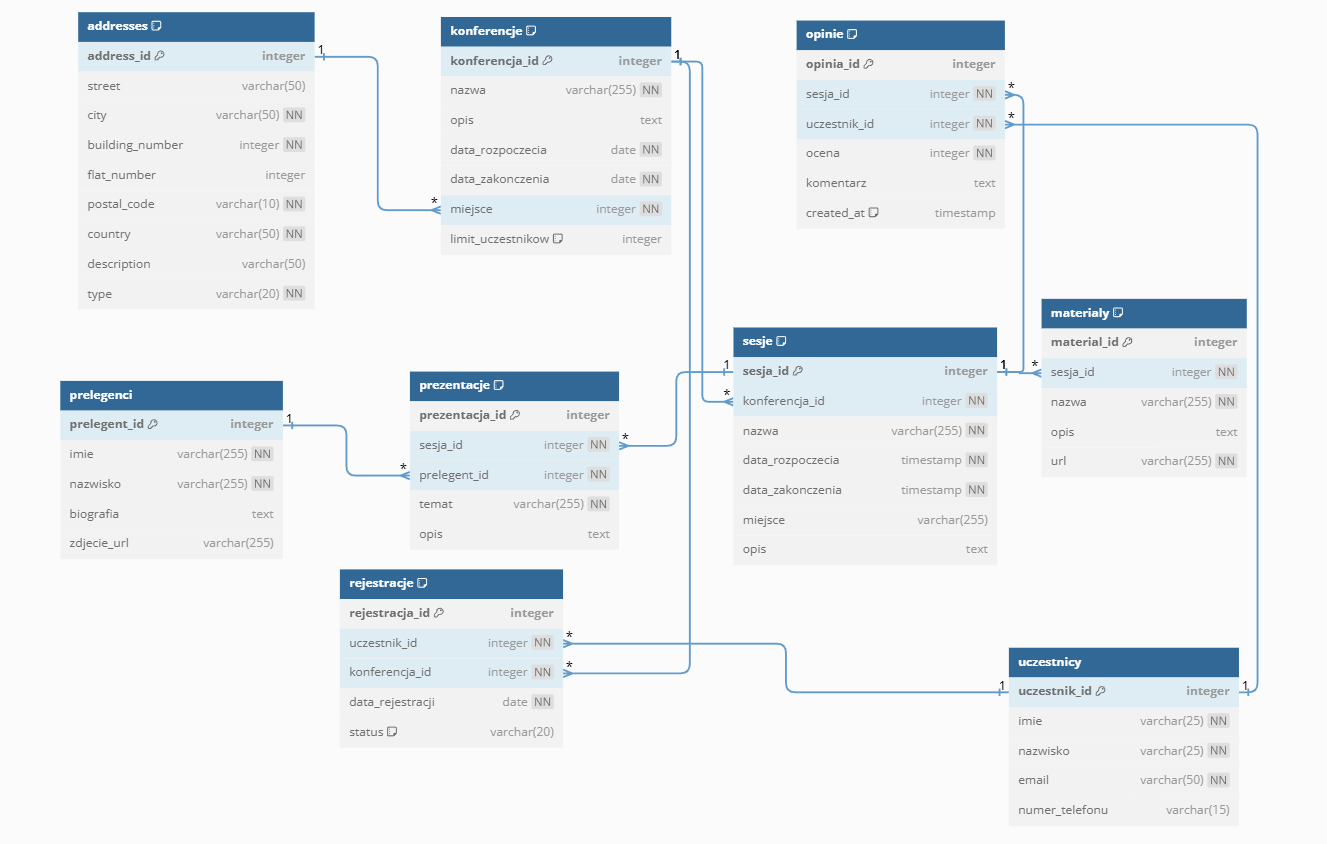 addresses
address_id integer
street varchar(50)
city varchar(50) NN
building_number integer NN
flat_number integer
postal_code varchar(10) NN
country varchar(50) NN
description varchar(50)
type varchar(20) NN
1
*
konferencje
konferencja_id integer
nazwa varchar(255) NN
opis text
data_rozpoczecia date NN
data_zakonczenia date NN
miejsce integer NN
limit_uczestnikow integer
1
opinie
opinia_id integer
sesja_id integer NN
uczestnik_id integer NN
ocena integer NN
komentarz text
created_at timestamp
*
*
materialy
material_id integer
sesja_id integer NN
nazwa varchar(255) NN
opis text
url varchar(255) NN
sesje
sesja_id integer
konferencja_id integer NN
nazwa varchar(255) NN
data_rozpoczecia timestamp NN
data_zakonczenia timestamp NN
miejsce varchar(255)
opis text
1
*
1
*
prelegenci
prelegent_id integer
imie varchar(255) NN
nazwisko varchar(255) NN
biografia text
zdjecie_url varchar(255)
1
*
prezentacje
prezentacja_id integer
sesja_id integer NN
prelegent_id integer NN
temat varchar(255) NN
opis text
*
rejestracje
rejestracja_id integer
uczestnik_id integer NN
konferencja_id integer NN
data_rejestracji date NN
status varchar(20)
*
*
uczestnicy
uczestnik_id integer
imie varchar(25) NN
nazwisko varchar(25) NN
email varchar(50) NN
numer_telefonu varchar(15)
1
1